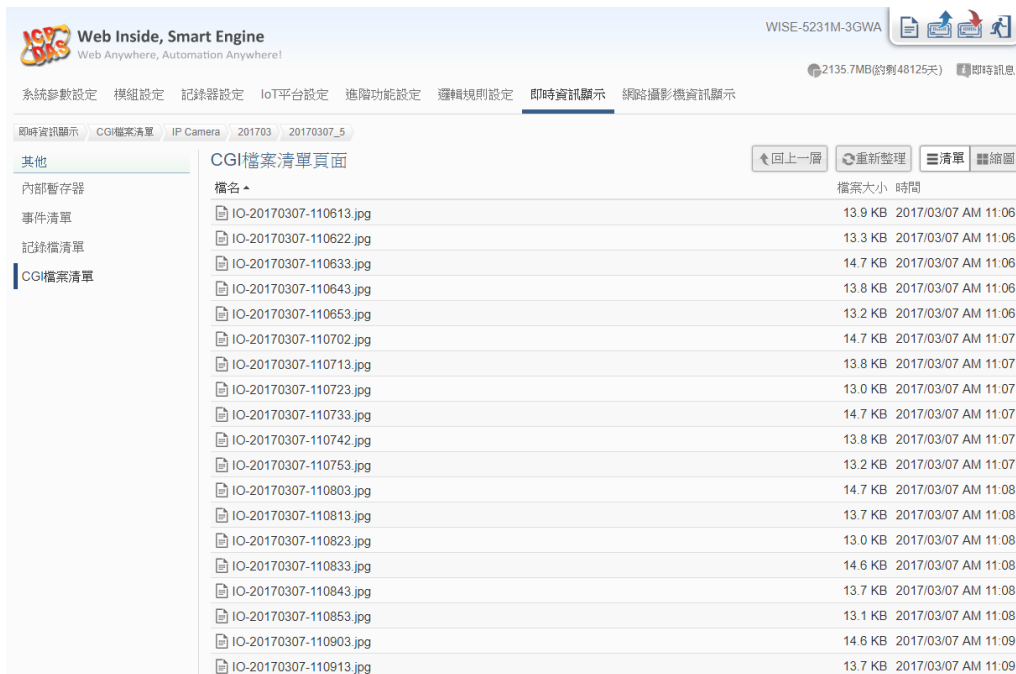 ICP DAS
Web Inside, Smart Engine
Web Anywhere, Automation Anywhere!
WISE-5231M-3GWA
2135.7MB(約剩48125天) 即時訊息
系統參數設定 模組設定 記錄器設定 IoT平台設定 進階功能設定 邏輯規則設定 即時資訊顯示 網路攝影機資訊顯示
即時資訊顯示 CGI檔案清單 IP Camera 201703 20170307_5
其他
內部暫存器
事件清單
記錄檔清單
CGI檔案清單
CGI檔案清單頁面
回上一層 重新整理 清單 縮圖
檔名 檔案大小 時間
IO-20170307-110613.jpg 13.9 KB 2017/03/07 AM 11:06
IO-20170307-110622.jpg 13.3 KB 2017/03/07 AM 11:06
IO-20170307-110633.jpg 14.7 KB 2017/03/07 AM 11:06
IO-20170307-110643.jpg 13.8 KB 2017/03/07 AM 11:06
IO-20170307-110653.jpg 13.2 KB 2017/03/07 AM 11:06
IO-20170307-110702.jpg 14.7 KB 2017/03/07 AM 11:07
IO-20170307-110713.jpg 13.8 KB 2017/03/07 AM 11:07
IO-20170307-110723.jpg 13.0 KB 2017/03/07 AM 11:07
IO-20170307-110733.jpg 14.7 KB 2017/03/07 AM 11:07
IO-20170307-110742.jpg 13.8 KB 2017/03/07 AM 11:07
IO-20170307-110753.jpg 13.2 KB 2017/03/07 AM 11:07
IO-20170307-110803.jpg 14.7 KB 2017/03/07 AM 11:08
IO-20170307-110813.jpg 13.7 KB 2017/03/07 AM 11:08
IO-20170307-110823.jpg 13.0 KB 2017/03/07 AM 11:08
IO-20170307-110833.jpg 14.6 KB 2017/03/07 AM 11:08
IO-20170307-110843.jpg 13.7 KB 2017/03/07 AM 11:08
IO-20170307-110853.jpg 13.1 KB 2017/03/07 AM 11:08
IO-20170307-110903.jpg 14.6 KB 2017/03/07 AM 11:09
IO-20170307-110913.jpg 13.7 KB 2017/03/07 AM 11:09